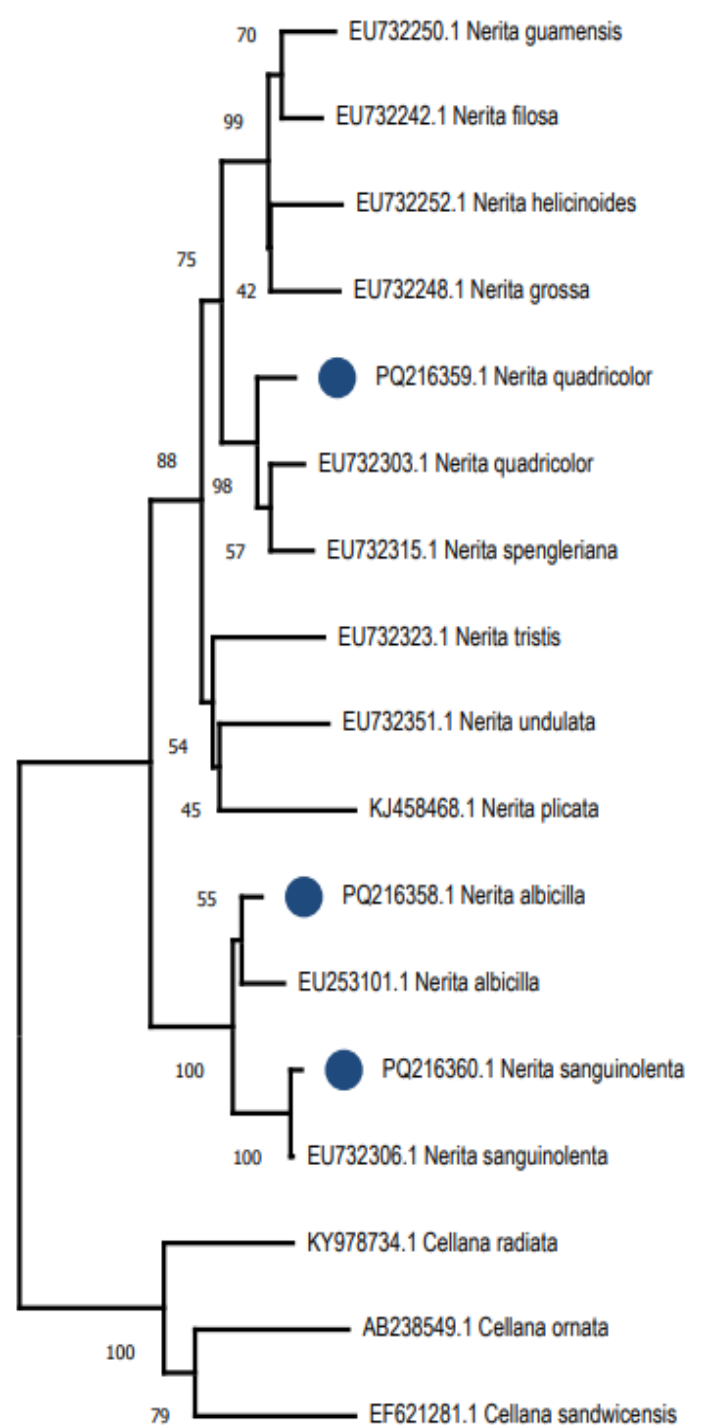 70
EU732250.1 Nerita guamensis
EU732242.1 Nerita filosa
99
EU732252.1 Nerita helicinoides
75
42
EU732248.1 Nerita grossa
PQ216359.1 Nerita quadricolor
88
EU732303.1 Nerita quadricolor
98
57
EU732315.1 Nerita spengleriana
EU732323.1 Nerita tristis
EU732351.1 Nerita undulata
54
45
KJ458468.1 Nerita plicata
55
PQ216358.1 Nerita albicilla
EU253101.1 Nerita albicilla
100
PQ216360.1 Nerita sanguinolenta
100
EU732306.1 Nerita sanguinolenta
KY978734.1 Cellana radiata
AB238549.1 Cellana ornata
100
79
EF621281.1 Cellana sandwicensis